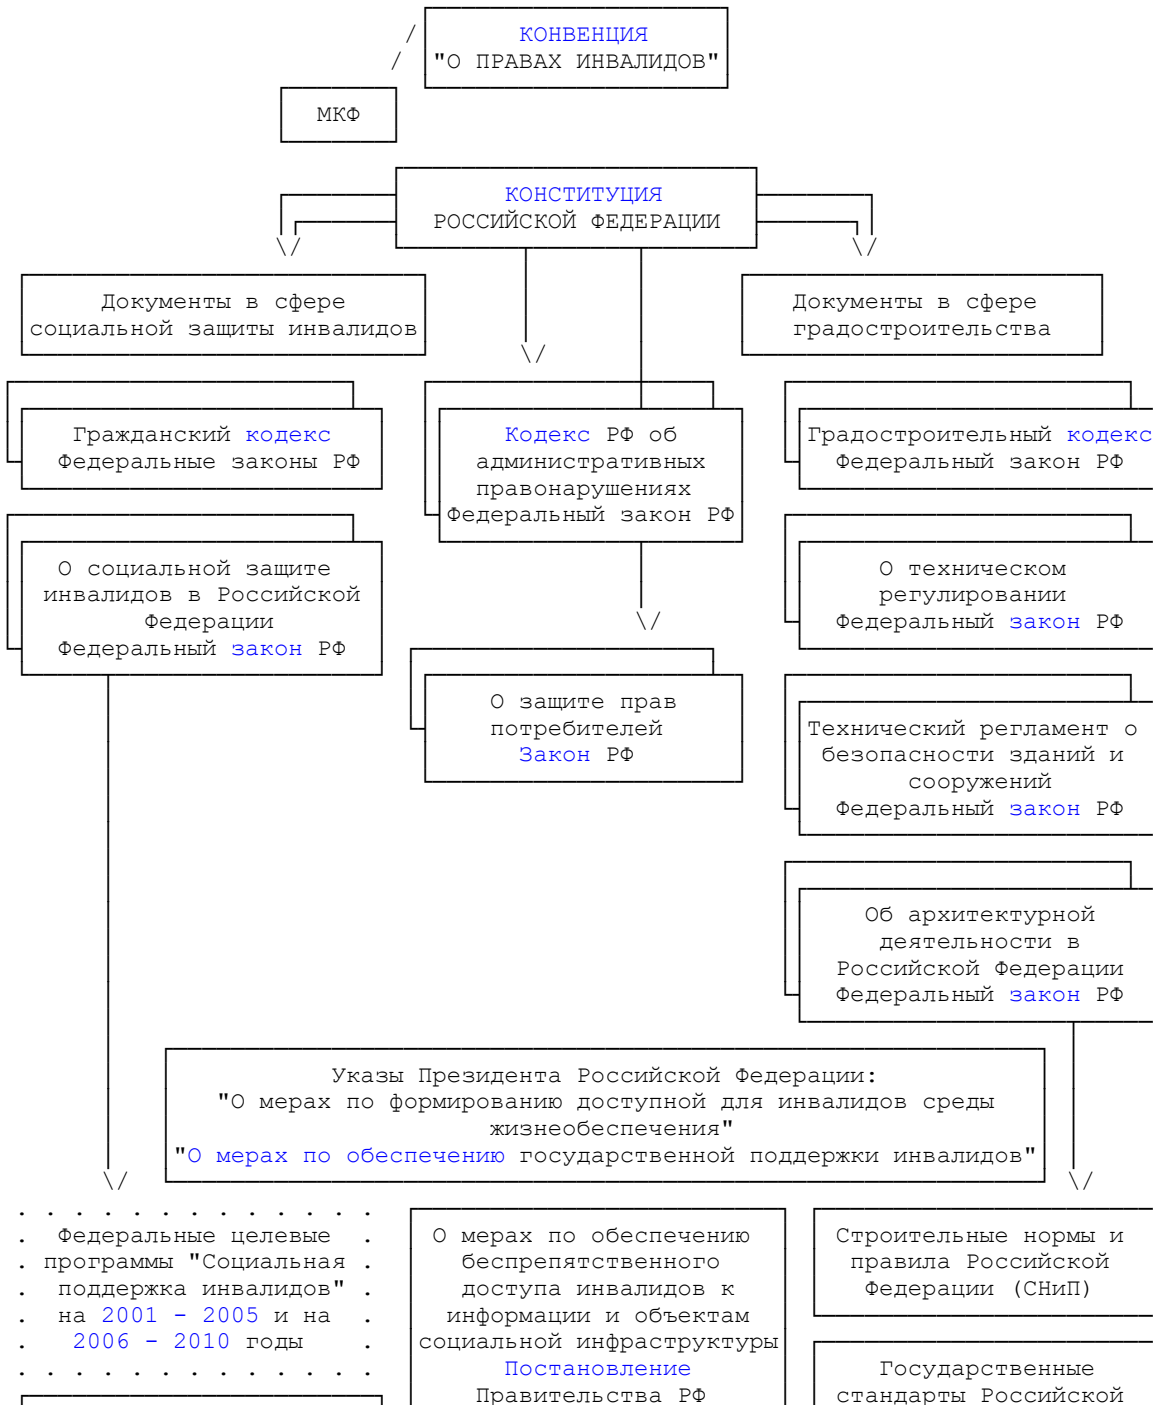 КОНВЕНЦИЯ
"О ПРАВАХ ИНВАЛИДОВ"
МКФ
КОНСТИТУЦИЯ
РОССИЙСКОЙ ФЕДЕРАЦИИ
Документы в сфере
социальной защиты инвалидов
Документы в сфере
градостроительства
Гражданский кодекс
Федеральные законы РФ
Кодекс РФ об
административных
правонарушениях
Федеральный закон РФ
Градостроительный кодекс
Федеральный закон РФ
О социальной защите
инвалидов в Российской
Федерации
Федеральный закон РФ
О техническом
регулировании
Федеральный закон РФ
О защите прав
потребителей
Закон РФ
Технический регламент о
безопасности зданий и
сооружений
Федеральный закон РФ
Об архитектурной
деятельности в
Российской Федерации
Федеральный закон РФ
Указы Президента Российской Федерации:
"О мерах по формированию доступной для инвалидов среды
жизнеобеспечения"
"О мерах по обеспечению государственной поддержки инвалидов"
Федеральные целевые
программы "Социальная
поддержка инвалидов"
на 2001 - 2005 и на
2006 - 2010 годы
О мерах по обеспечению
беспрепятственного
доступа инвалидов к
информации и объектам
социальной инфраструктуры
Постановление
Правительства РФ
Строительные нормы и
правила Российской
Федерации (СНиП)
Государственные
стандарты Российской